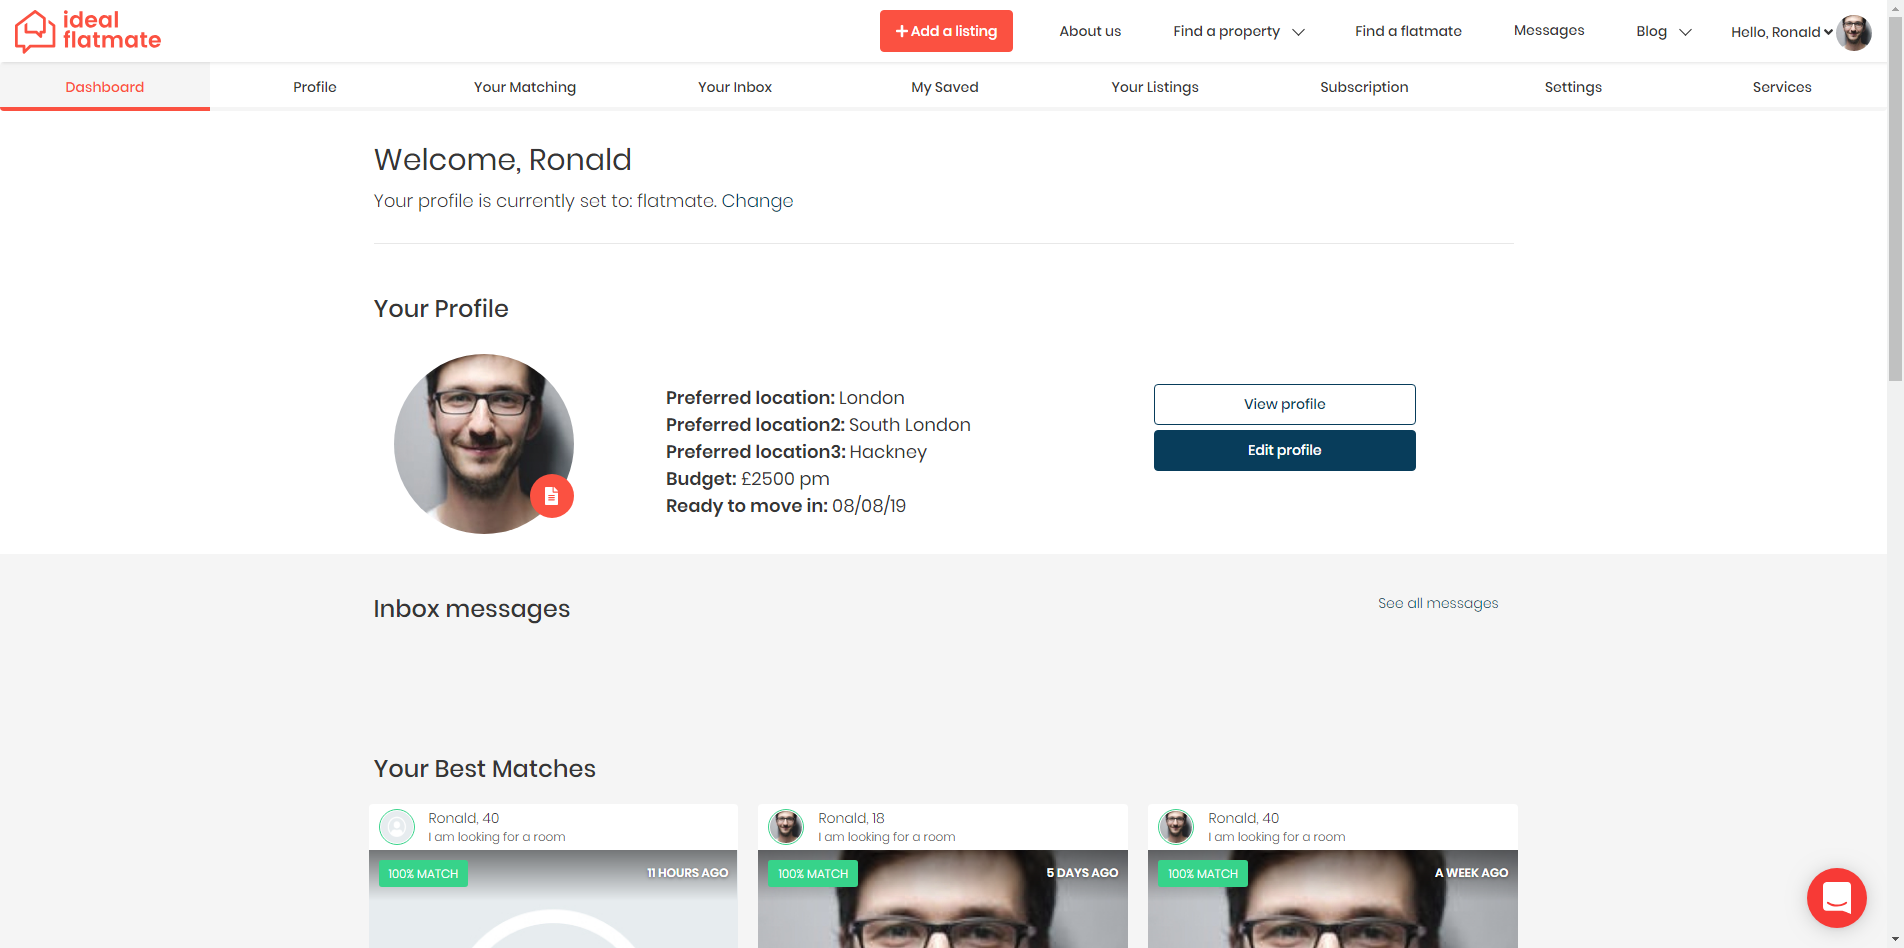 ideal
flatmate
Add a listing
About us
Find a property
Find a flatmate
Messages
Blog
Hello, Ronald
Dashboard
Profile
Your Matching
Your Inbox
My Saved
Your Listings
Subscription
Settings
Services
Welcome, Ronald
Your profile is currently set to: flatmate. Change
Your Profile
Preferred location: London
Preferred location2: South London
Preferred location3: Hackney
Budget: £2500 pm
Ready to move in: 08/08/19
View profile
Edit profile
Inbox messages
See all messages
Your Best Matches
Ronald, 40
I am looking for a room
100% MATCH
11 HOURS AGO
Ronald, 18
I am looking for a room
100% MATCH
5 DAYS AGO
Ronald, 40
I am looking for a room
100% MATCH
A WEEK AGO